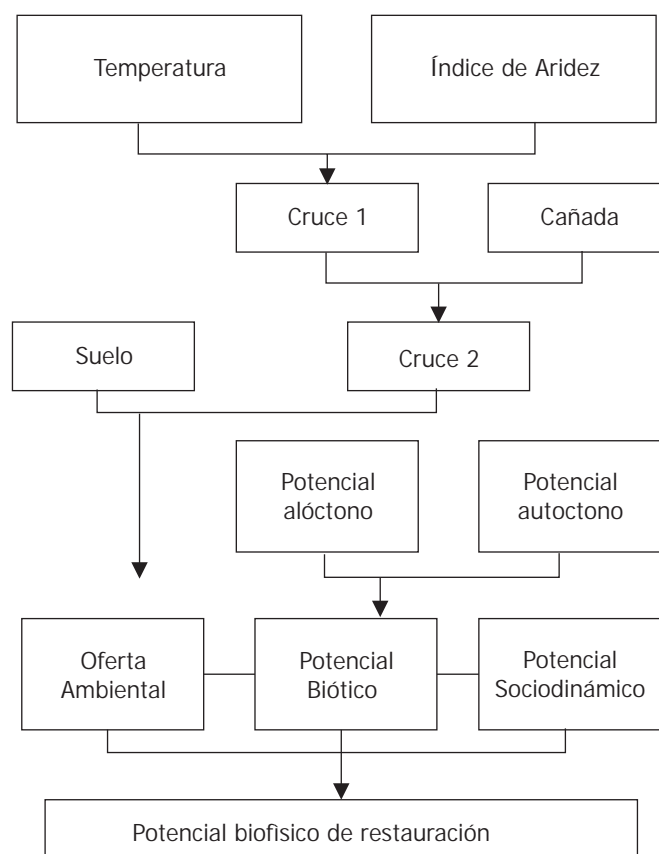 Temperatura
Índice de Aridez
Cruce 1
Cañada
Suelo
Cruce 2
Potencial
alóctono
Potencial
autoctono
Oferta
Ambiental
Potencial
Biótico
Potencial
Sociodinámico
Potencial biofisico de restauración